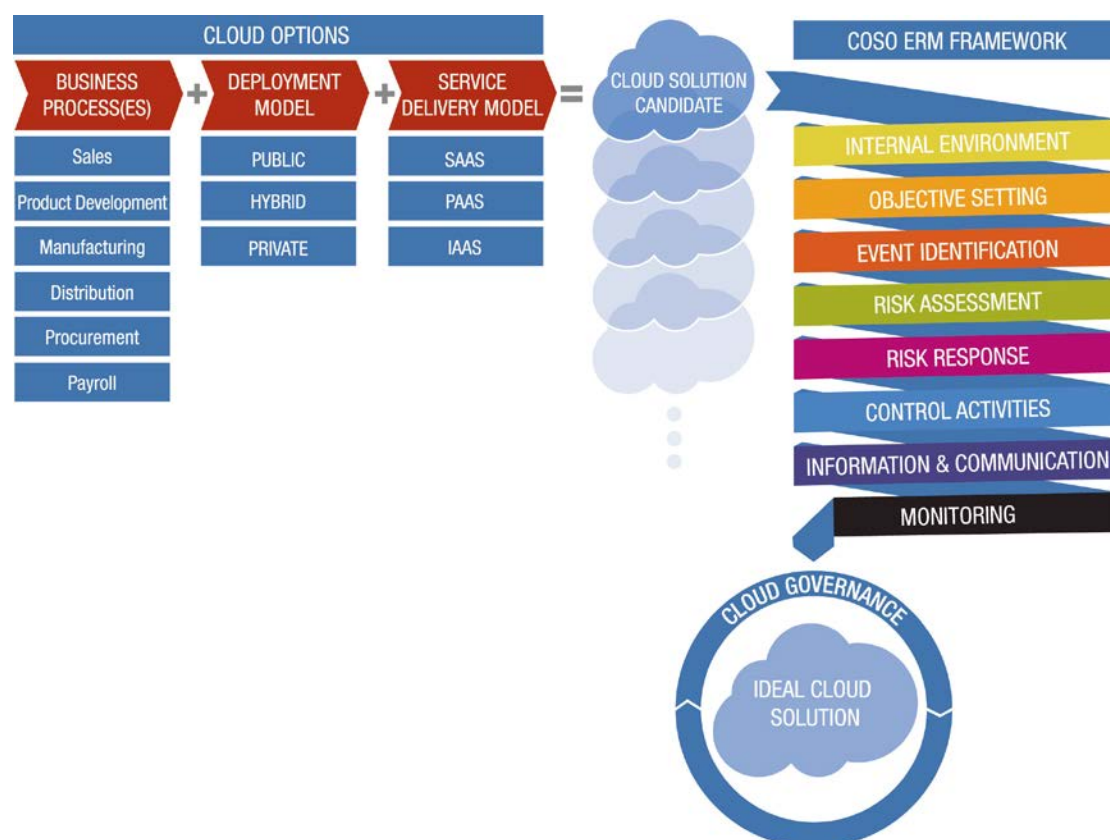 CLOUD OPTIONS
BUSINESS
PROCESS(ES)
+
DEPLOYMENT
MODEL
+
SERVICE
DELIVERY MODEL
=
CLOUD SOLUTION
CANDIDATE
Sales
Product Development
Manufacturing
Distribution
Procurement
Payroll
PUBLIC
HYBRID
PRIVATE
SAAS
PAAS
IAAS
COSO ERM FRAMEWORK
INTERNAL ENVIRONMENT
OBJECTIVE SETTING
EVENT IDENTIFICATION
RISK ASSESSMENT
RISK RESPONSE
CONTROL ACTIVITIES
INFORMATION & COMMUNICATION
MONITORING
CLOUD GOVERNANCE
IDEAL CLOUD
SOLUTION